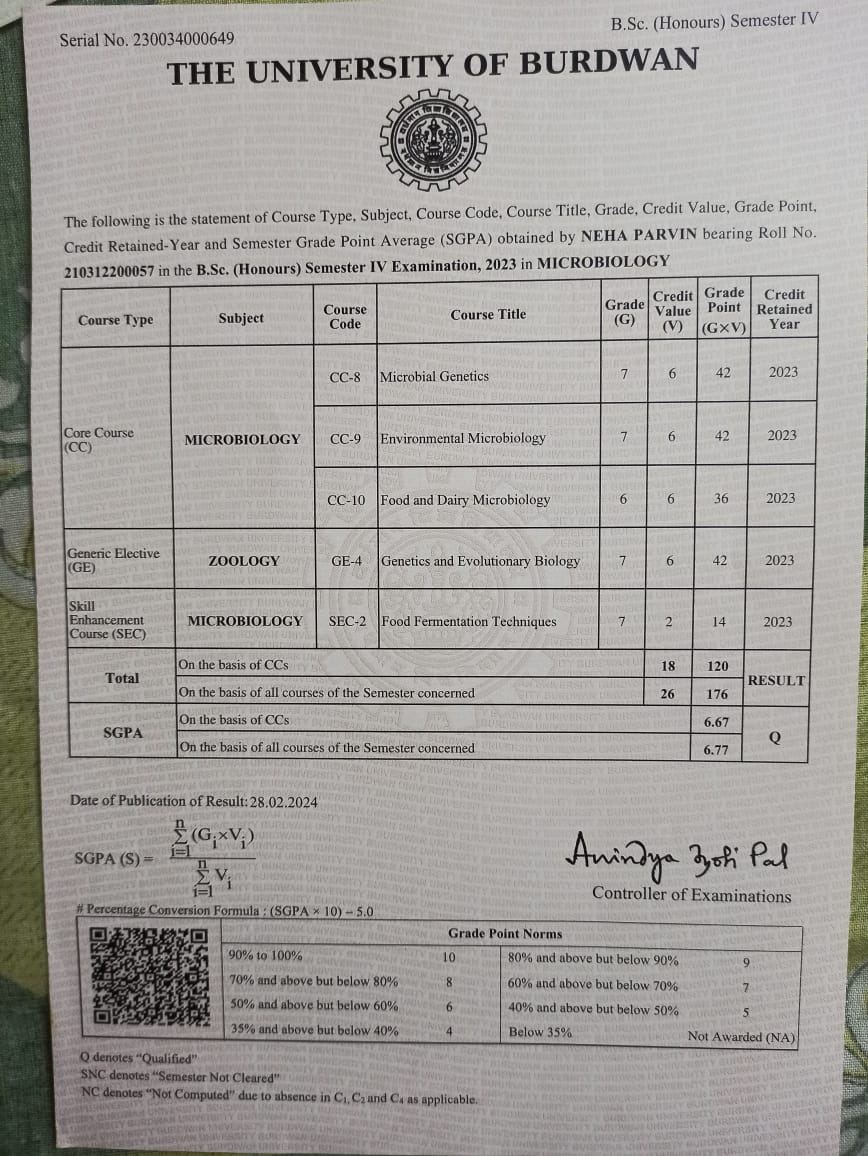 Serial No. 230034000649
B.Sc. (Honours) Semester IV
THE UNIVERSITY OF BURDWAN
The following is the statement of Course Type, Subject, Course Code, Course Title, Grade, Credit Value, Grade Point,
Credit Retained-Year and Semester Grade Point Average (SGPA) obtained by NEHA PARVIN bearing Roll No.
210312200057 in the B.Sc. (Honours) Semester IV Examination, 2023 in MICROBIOLOGY
Course Type Subject Course Code Course Title Grade (G) Credit Value (V) Grade Point (G×V) Credit Retained Year
Core Course (CC) MICROBIOLOGY
CC-8 Microbial Genetics 7 6 42 2023
CC-9 Environmental Microbiology 7 6 42 2023
CC-10 Food and Dairy Microbiology 6 6 36 2023
Generic Elective (GE) ZOOLOGY GE-4 Genetics and Evolutionary Biology 7 6 42 2023
Skill Enhancement Course (SEC) MICROBIOLOGY SEC-2 Food Fermentation Techniques 7 2 14 2023
Total
On the basis of CCs 18 120
On the basis of all courses of the Semester concerned 26 176
RESULT
SGPA
On the basis of CCs 6.67
On the basis of all courses of the Semester concerned 6.77
Q
Date of Publication of Result: 28.02.2024
SGPA (S) = n ∑ i=1 (Gi×Vi) / n ∑ i=1 Vi
Anindya Jyoti Pal
Controller of Examinations
# Percentage Conversion Formula : (SGPA × 10) – 5.0
Grade Point Norms
90% to 100% 10 80% and above but below 90% 9
70% and above but below 80% 8 60% and above but below 70% 7
50% and above but below 60% 6 40% and above but below 50% 5
35% and above but below 40% 4 Below 35% Not Awarded (NA)
Q denotes "Qualified"
SNC denotes "Semester Not Cleared"
NC denotes "Not Computed" due to absence in C1, C2 and C4 as applicable.